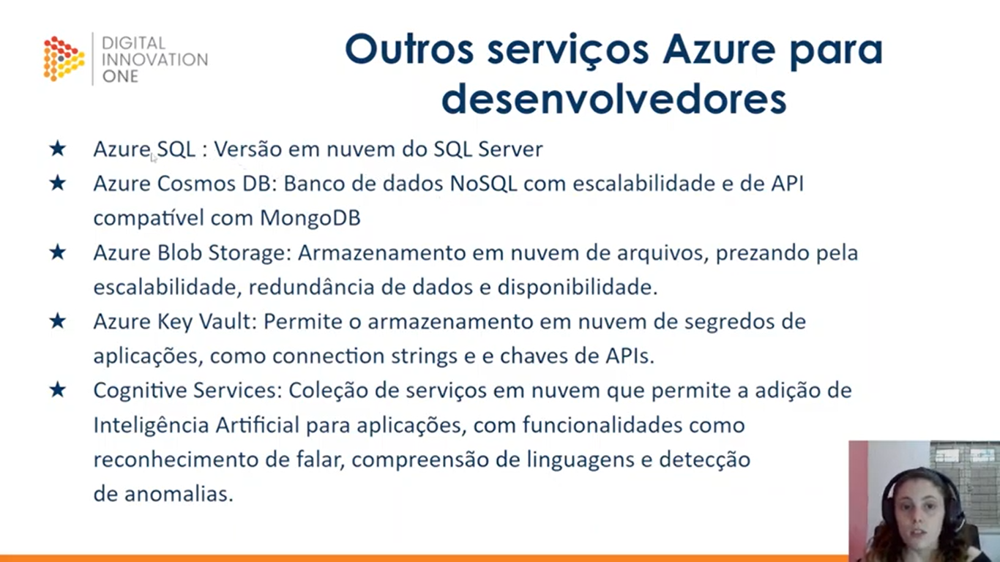 DIGITAL
INNOVATION
ONE
Outros serviços Azure para
desenvolvedores
★ Azure SQL : Versão em nuvem do SQL Server
★ Azure Cosmos DB: Banco de dados NoSQL com escalabilidade e de API
compatível com MongoDB
★ Azure Blob Storage: Armazenamento em nuvem de arquivos, prezando pela
escalabilidade, redundância de dados e disponibilidade.
★ Azure Key Vault: Permite o armazenamento em nuvem de segredos de
aplicações, como connection strings e e chaves de APIs.
★ Cognitive Services: Coleção de serviços em nuvem que permite a adição de
Inteligência Artificial para aplicações, com funcionalidades como
reconhecimento de falar, compreensão de linguagens e detecção
de anomalias.